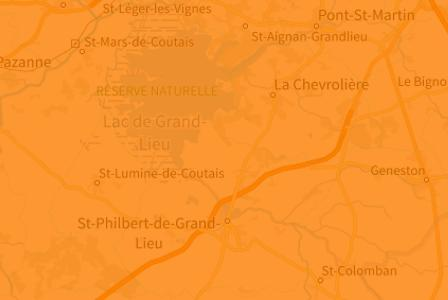 St-Léger-les-Vignes
Pont-St-Martin
St-Aignan-Grandlieu
St-Mars-de-Coutais
Pazanne
La Chevrolière
Le Bigno
RÉSERVE NATURELLE
Lac de Grand-
Lieu
St-Lumine-de-Coutais
Geneston
St-Philbert-de-Grand-
Lieu
St-Colomban